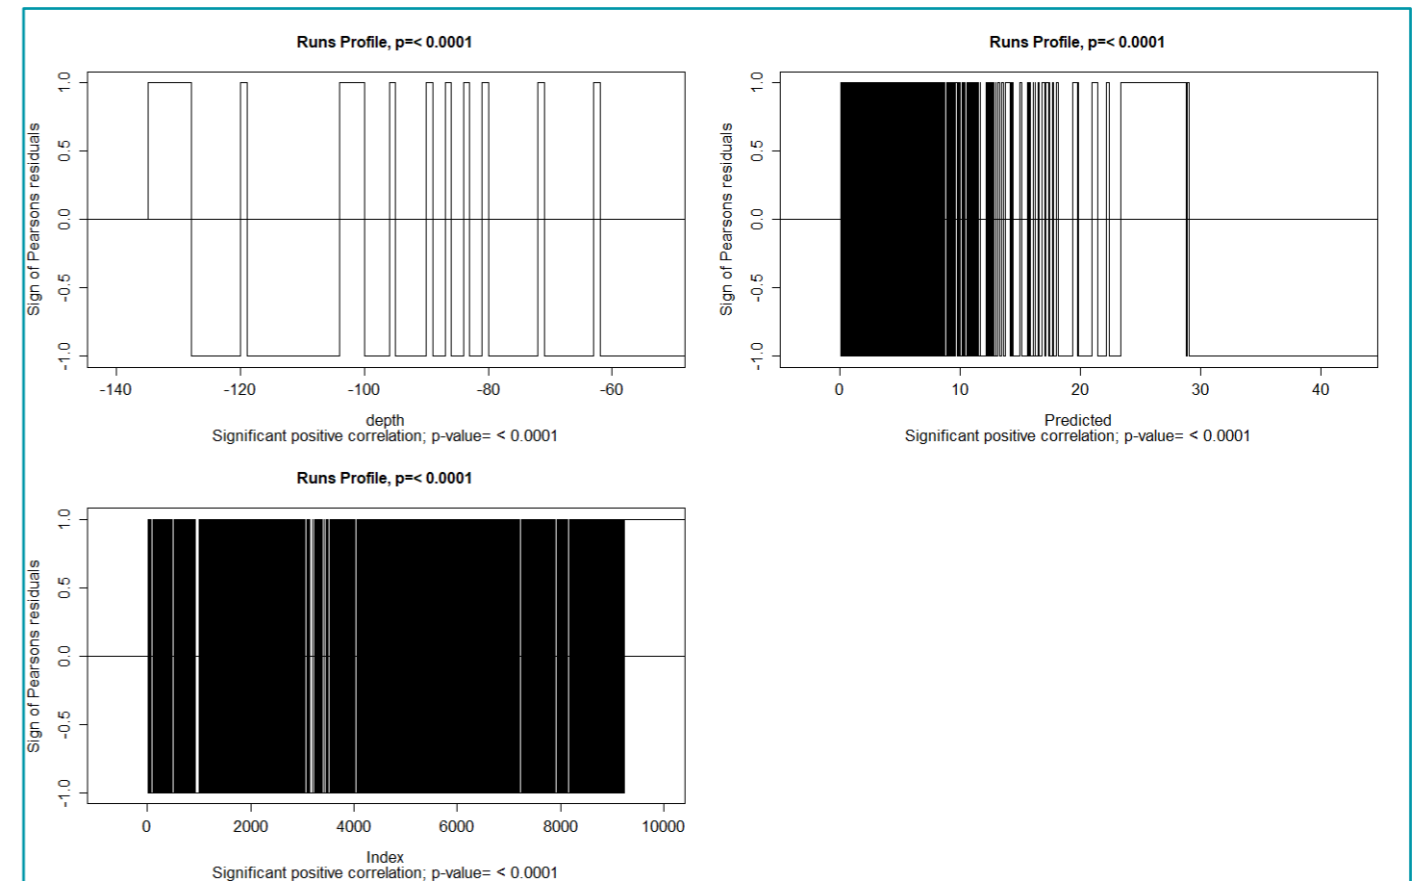 Runs Profile, p=< 0.0001
Sign of Pearsons residuals
1.0
0.5
0.0
-0.5
-1.0
-140 -120 -100 -80 -60
depth
Significant positive correlation; p-value= < 0.0001
Runs Profile, p=< 0.0001
Sign of Pearsons residuals
1.0
0.5
0.0
-0.5
-1.0
0 10 20 30 40
Predicted
Significant positive correlation; p-value= < 0.0001
Runs Profile, p=< 0.0001
Sign of Pearsons residuals
1.0
0.5
0.0
-0.5
-1.0
0 2000 4000 6000 8000 10000
Index
Significant positive correlation; p-value= < 0.0001